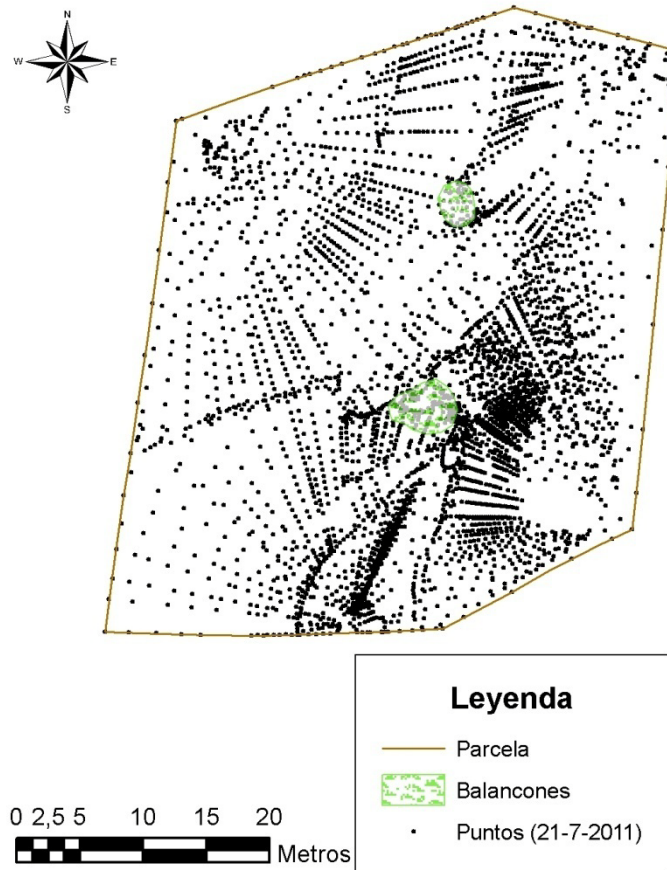 N
W E
S
Leyenda
Parcela
Balancones
Puntos (21-7-2011)
0 2,5 5 10 15 20
Metros